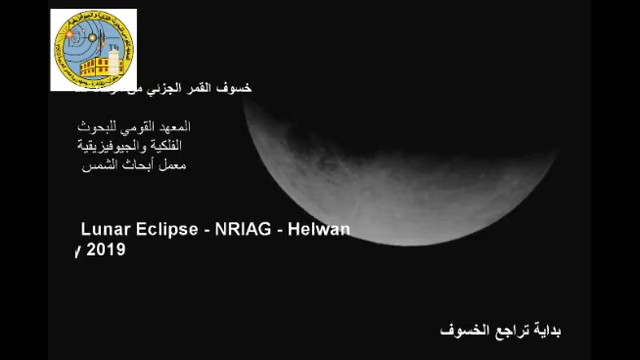 خسوف القمر الجزئي من
المعهد القومي للبحوث
الفلكية والجيوفيزيقية
معمل أبحاث الشمس
Lunar Eclipse - NRIAG - Helwan
y 2019
بداية تراجع الخسوف